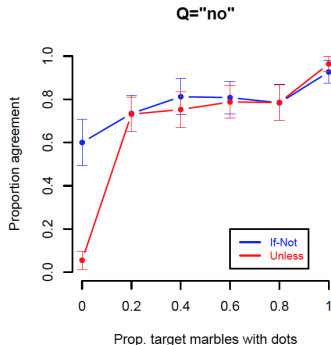 Q="no"
Proportion agreement
1.0
0.8
0.6
0.4
0.2
0.0
If-Not
Unless
0 0.2 0.4 0.6 0.8 1
Prop. target marbles with dots